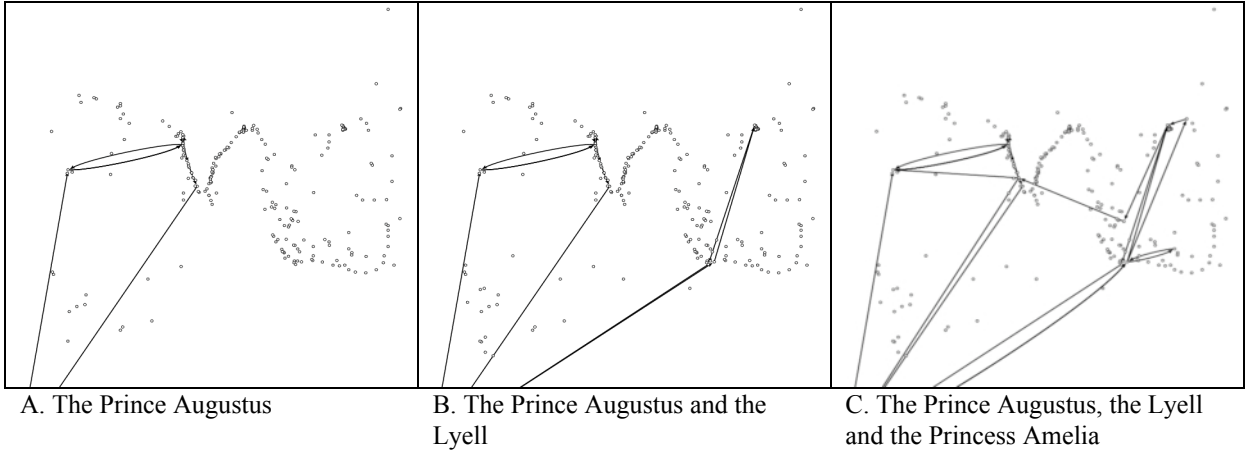 A. The Prince Augustus
B. The Prince Augustus and the
Lyell
C. The Prince Augustus, the Lyell
and the Princess Amelia